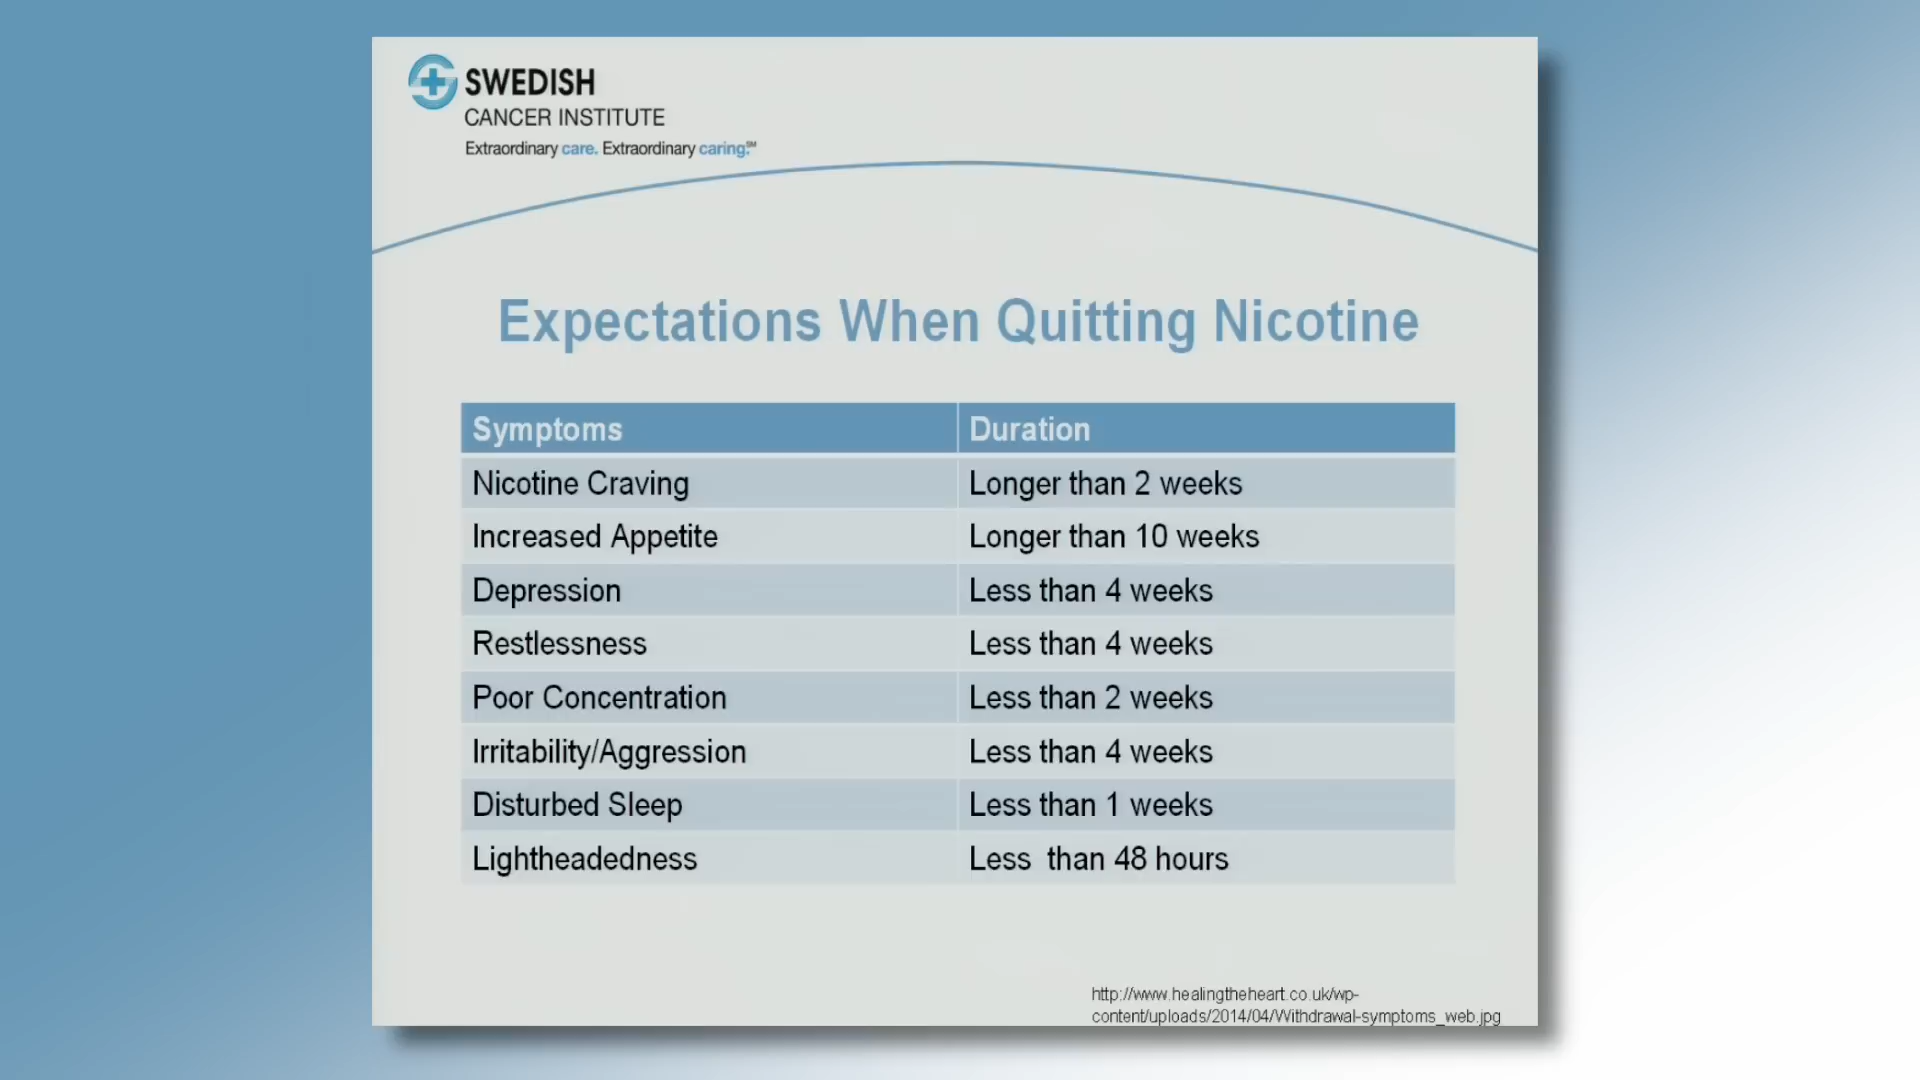 SWEDISH
CANCER INSTITUTE
Extraordinary care. Extraordinary caring.℠
Expectations When Quitting Nicotine
Symptoms Duration
Nicotine Craving Longer than 2 weeks
Increased Appetite Longer than 10 weeks
Depression Less than 4 weeks
Restlessness Less than 4 weeks
Poor Concentration Less than 2 weeks
Irritability/Aggression Less than 4 weeks
Disturbed Sleep Less than 1 weeks
Lightheadedness Less than 48 hours
http://www.healingtheheart.co.uk/wp-
content/uploads/2014/04/Withdrawal-symptoms_web.jpg